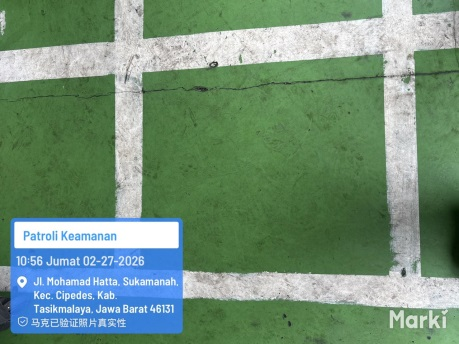 Patroli Keamanan
10:56 Jumat 02-27-2026
Jl. Mohamad Hatta, Sukamanah,
Kec. Cipedes, Kab.
Tasikmalaya, Jawa Barat 46131
马克已验证照片真实性
Marki